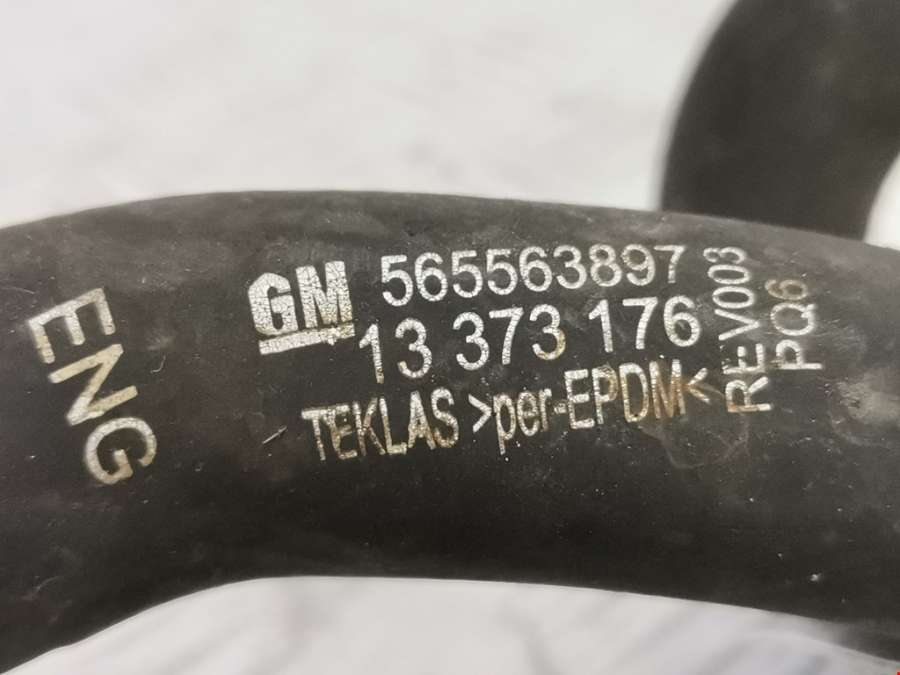 ENG
GM 565563897
13 373 176
TEKLAS >per-EPDM<
REV003
PQ6